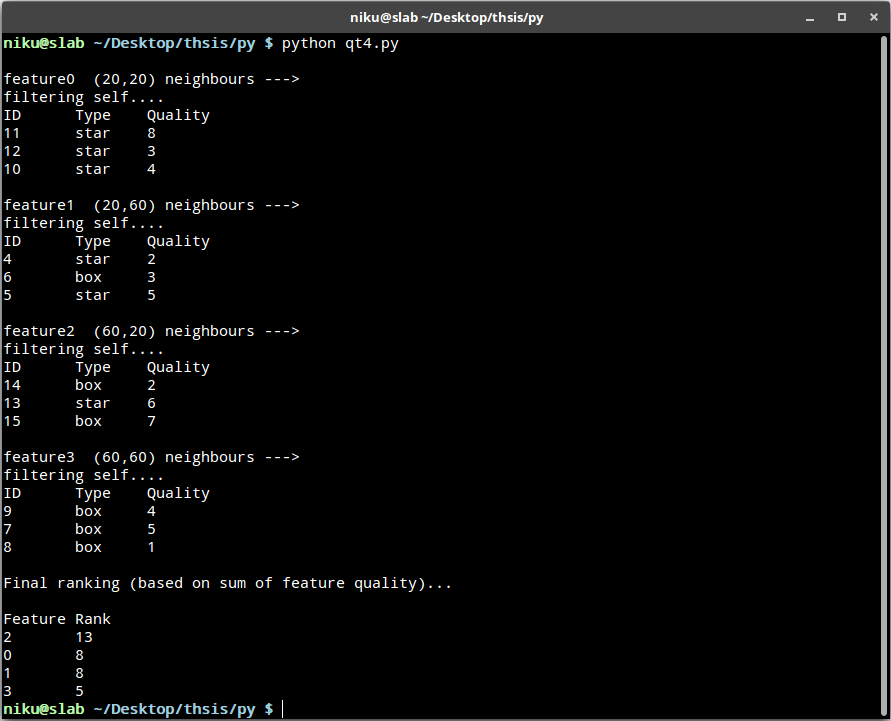 niku@slab ~/Desktop/thsis/py
niku@slab ~/Desktop/thsis/py $ python qt4.py
feature0  (20,20) neighbours --->
filtering self....
ID      Type    Quality
11      star    8
12      star    3
10      star    4
feature1  (20,60) neighbours --->
filtering self....
ID      Type    Quality
4       star    2
6       box     3
5       star    5
feature2  (60,20) neighbours --->
filtering self....
ID      Type    Quality
14      box     2
13      star    6
15      box     7
feature3  (60,60) neighbours --->
filtering self....
ID      Type    Quality
9       box     4
7       box     5
8       box     1
Final ranking (based on sum of feature quality)...
Feature Rank
2       13
0       8
1       8
3       5
niku@slab ~/Desktop/thsis/py $